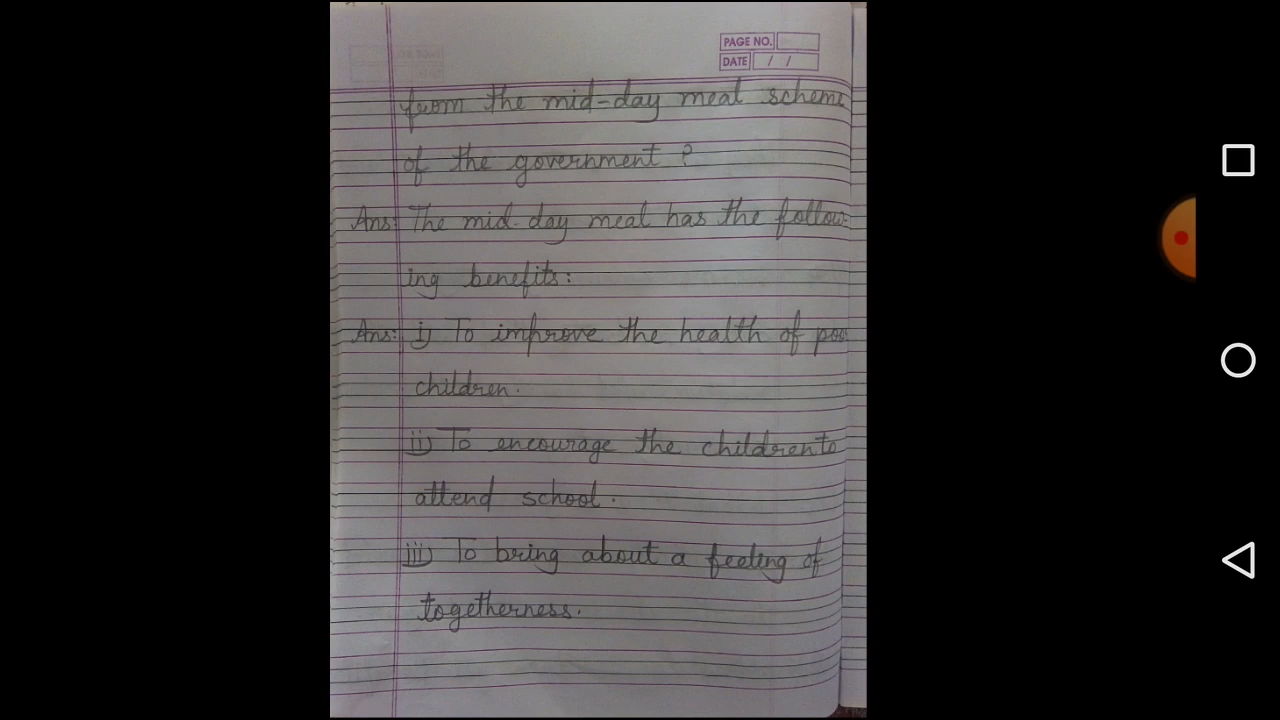 PAGE NO.
DATE / /
from the mid-day meal scheme
of the government ?
Ans: The mid-day meal has the follow-
ing benefits:
Ans: i) To improve the health of poor
children.
ii) To encourage the children to
attend school.
iii) To bring about a feeling of
togetherness.